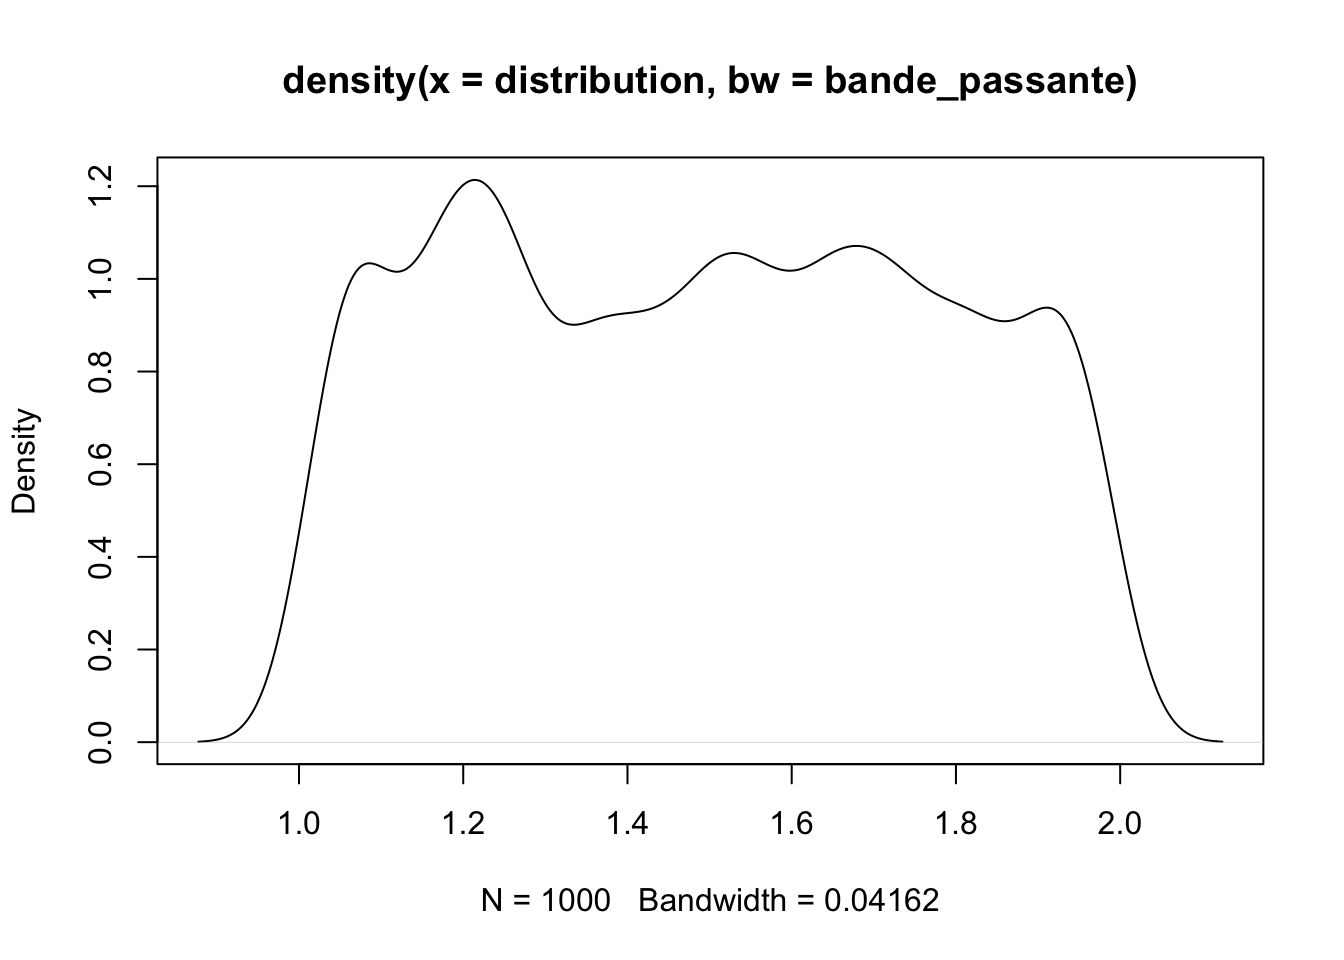 density(x = distribution, bw = bande_passante)
Density
1.2
1.0
0.8
0.6
0.4
0.2
0.0
1.0 1.2 1.4 1.6 1.8 2.0
N = 1000 Bandwidth = 0.04162